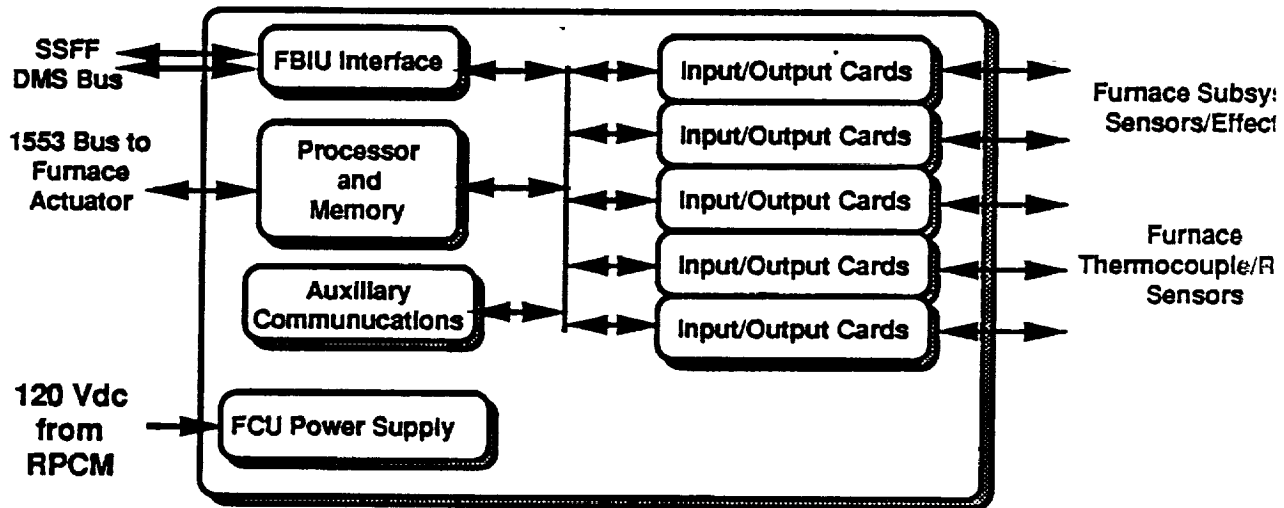 SSFF
DMS Bus
FBIU Interface
Input/Output Cards
Furnace
Sensors/Effect
Input/Output Cards
1553 Bus to
Furnace
Actuator
Processor
and
Memory
Input/Output Cards
Input/Output Cards
Furnace
Sensors
Auxiliary
Communucations
Input/Output Cards
120 Vdc
from
RPCM
FCU Power Supply